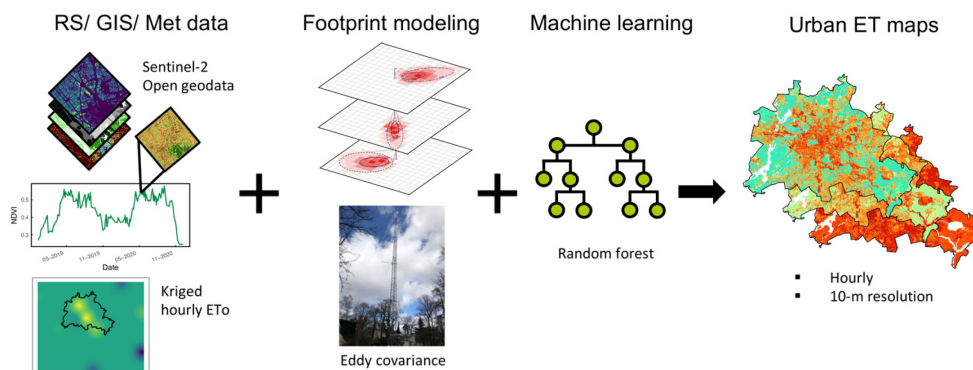 RS/ GIS/ Met data
Footprint modeling
Machine learning
Urban ET maps
Sentinel-2
Open geodata
NDVI
0.5
0.4
0.3
05-2019
11-2019
05-2020
11-2020
Date
Kriged
hourly ETo
Eddy covariance
Random forest
Hourly
10-m resolution